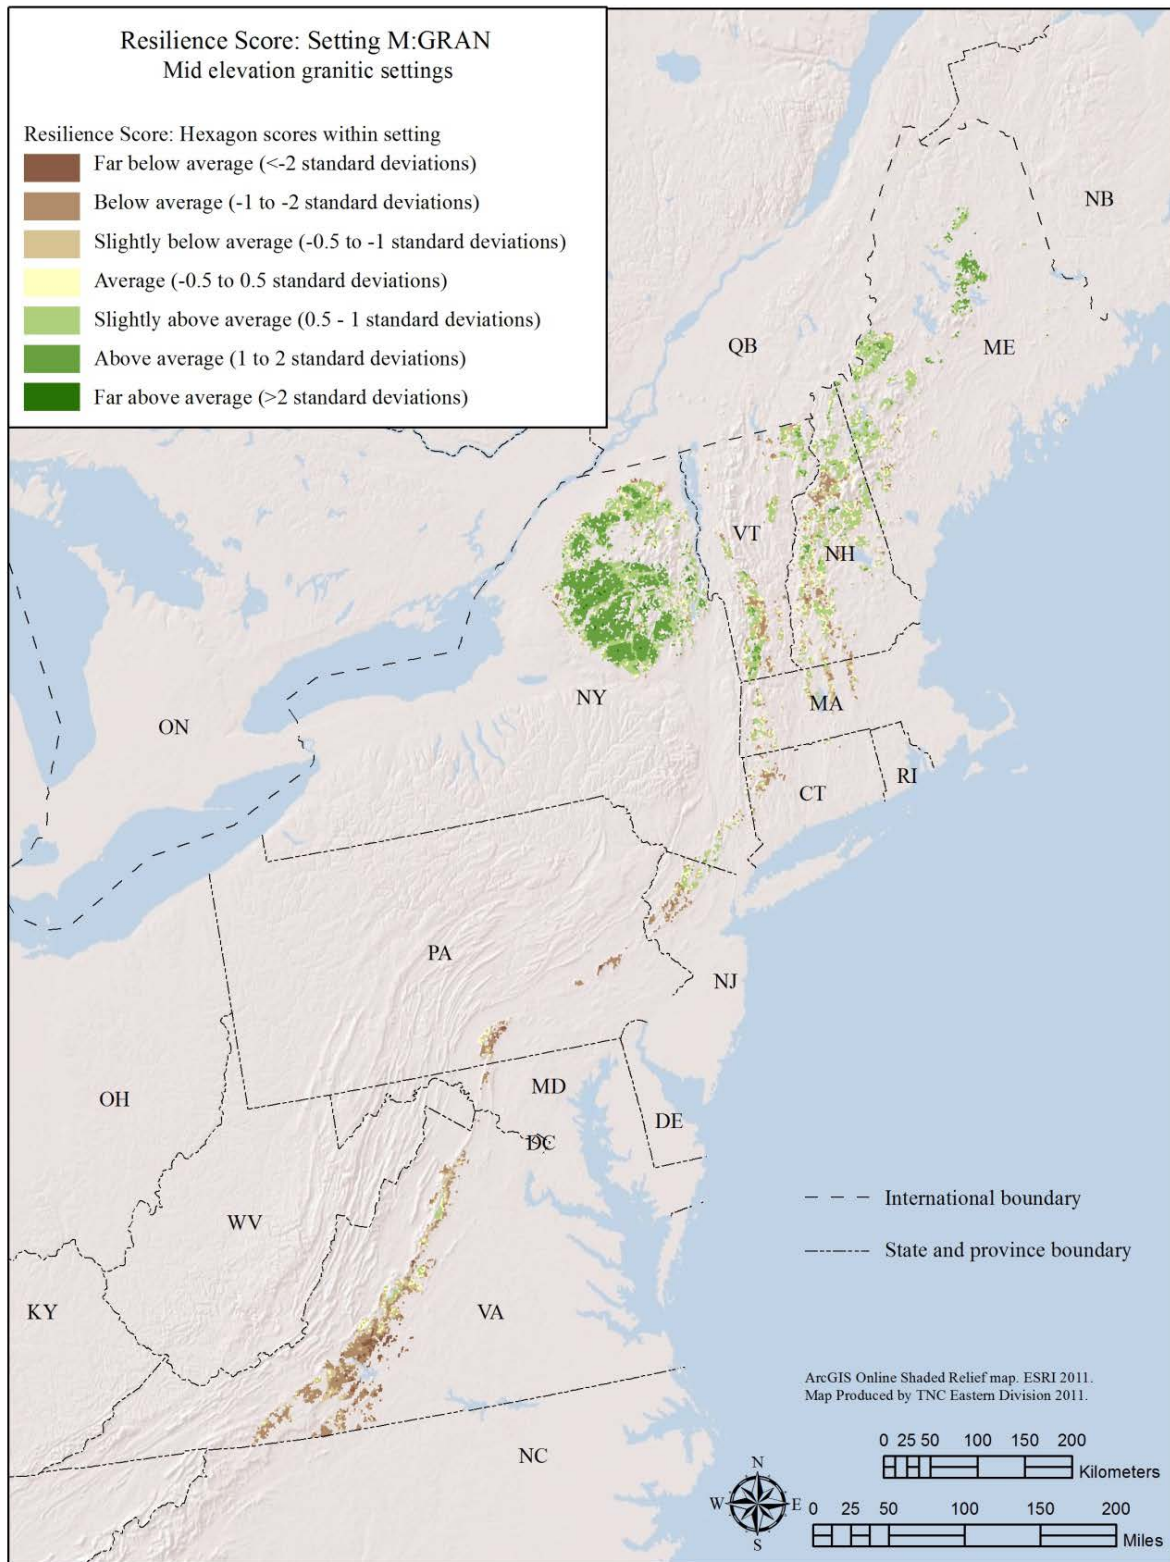 Resilience Score: Setting M:GRAN
Mid elevation granitic settings
Resilience Score: Hexagon scores within setting
Far below average (<-2 standard deviations)
Below average (-1 to -2 standard deviations)
Slightly below average (-0.5 to -1 standard deviations)
Average (-0.5 to 0.5 standard deviations)
Slightly above average (0.5 - 1 standard deviations)
Above average (1 to 2 standard deviations)
Far above average (>2 standard deviations)
NB
QB
ME
VT
NH
NY
MA
ON
CT
RI
PA
NJ
OH
MD
DE
DC
WV
KY
VA
NC
International boundary
State and province boundary
ArcGIS Online Shaded Relief map. ESRI 2011.
Map Produced by TNC Eastern Division 2011.
0 25 50 100 150 200
Kilometers
N
W E
S
0 25 50 100 150 200
Miles